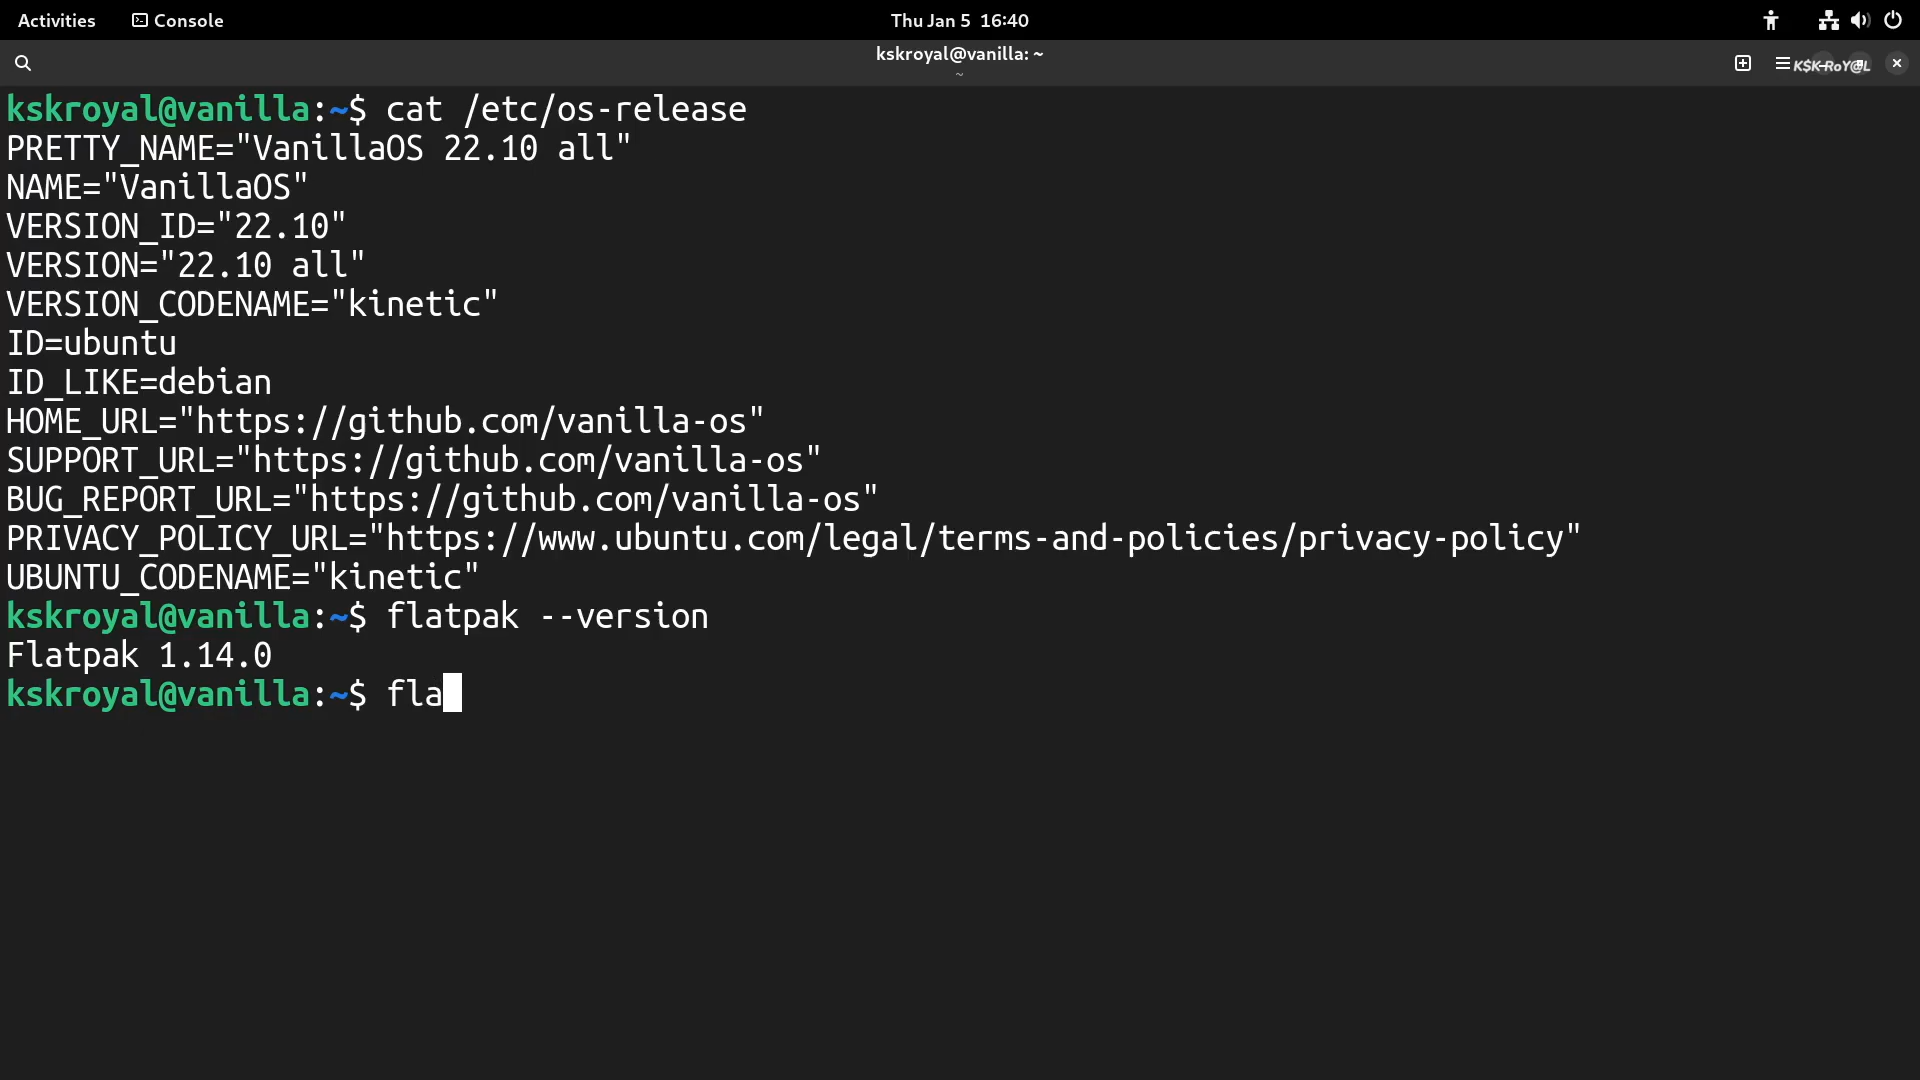 Activities Console Thu Jan 5 16:40
kskroyal@vanilla: ~
~
K$K-RoY@L
kskroyal@vanilla:~$ cat /etc/os-release
PRETTY_NAME="VanillaOS 22.10 all"
NAME="VanillaOS"
VERSION_ID="22.10"
VERSION="22.10 all"
VERSION_CODENAME="kinetic"
ID=ubuntu
ID_LIKE=debian
HOME_URL="https://github.com/vanilla-os"
SUPPORT_URL="https://github.com/vanilla-os"
BUG_REPORT_URL="https://github.com/vanilla-os"
PRIVACY_POLICY_URL="https://www.ubuntu.com/legal/terms-and-policies/privacy-policy"
UBUNTU_CODENAME="kinetic"
kskroyal@vanilla:~$ flatpak --version
Flatpak 1.14.0
kskroyal@vanilla:~$ fla